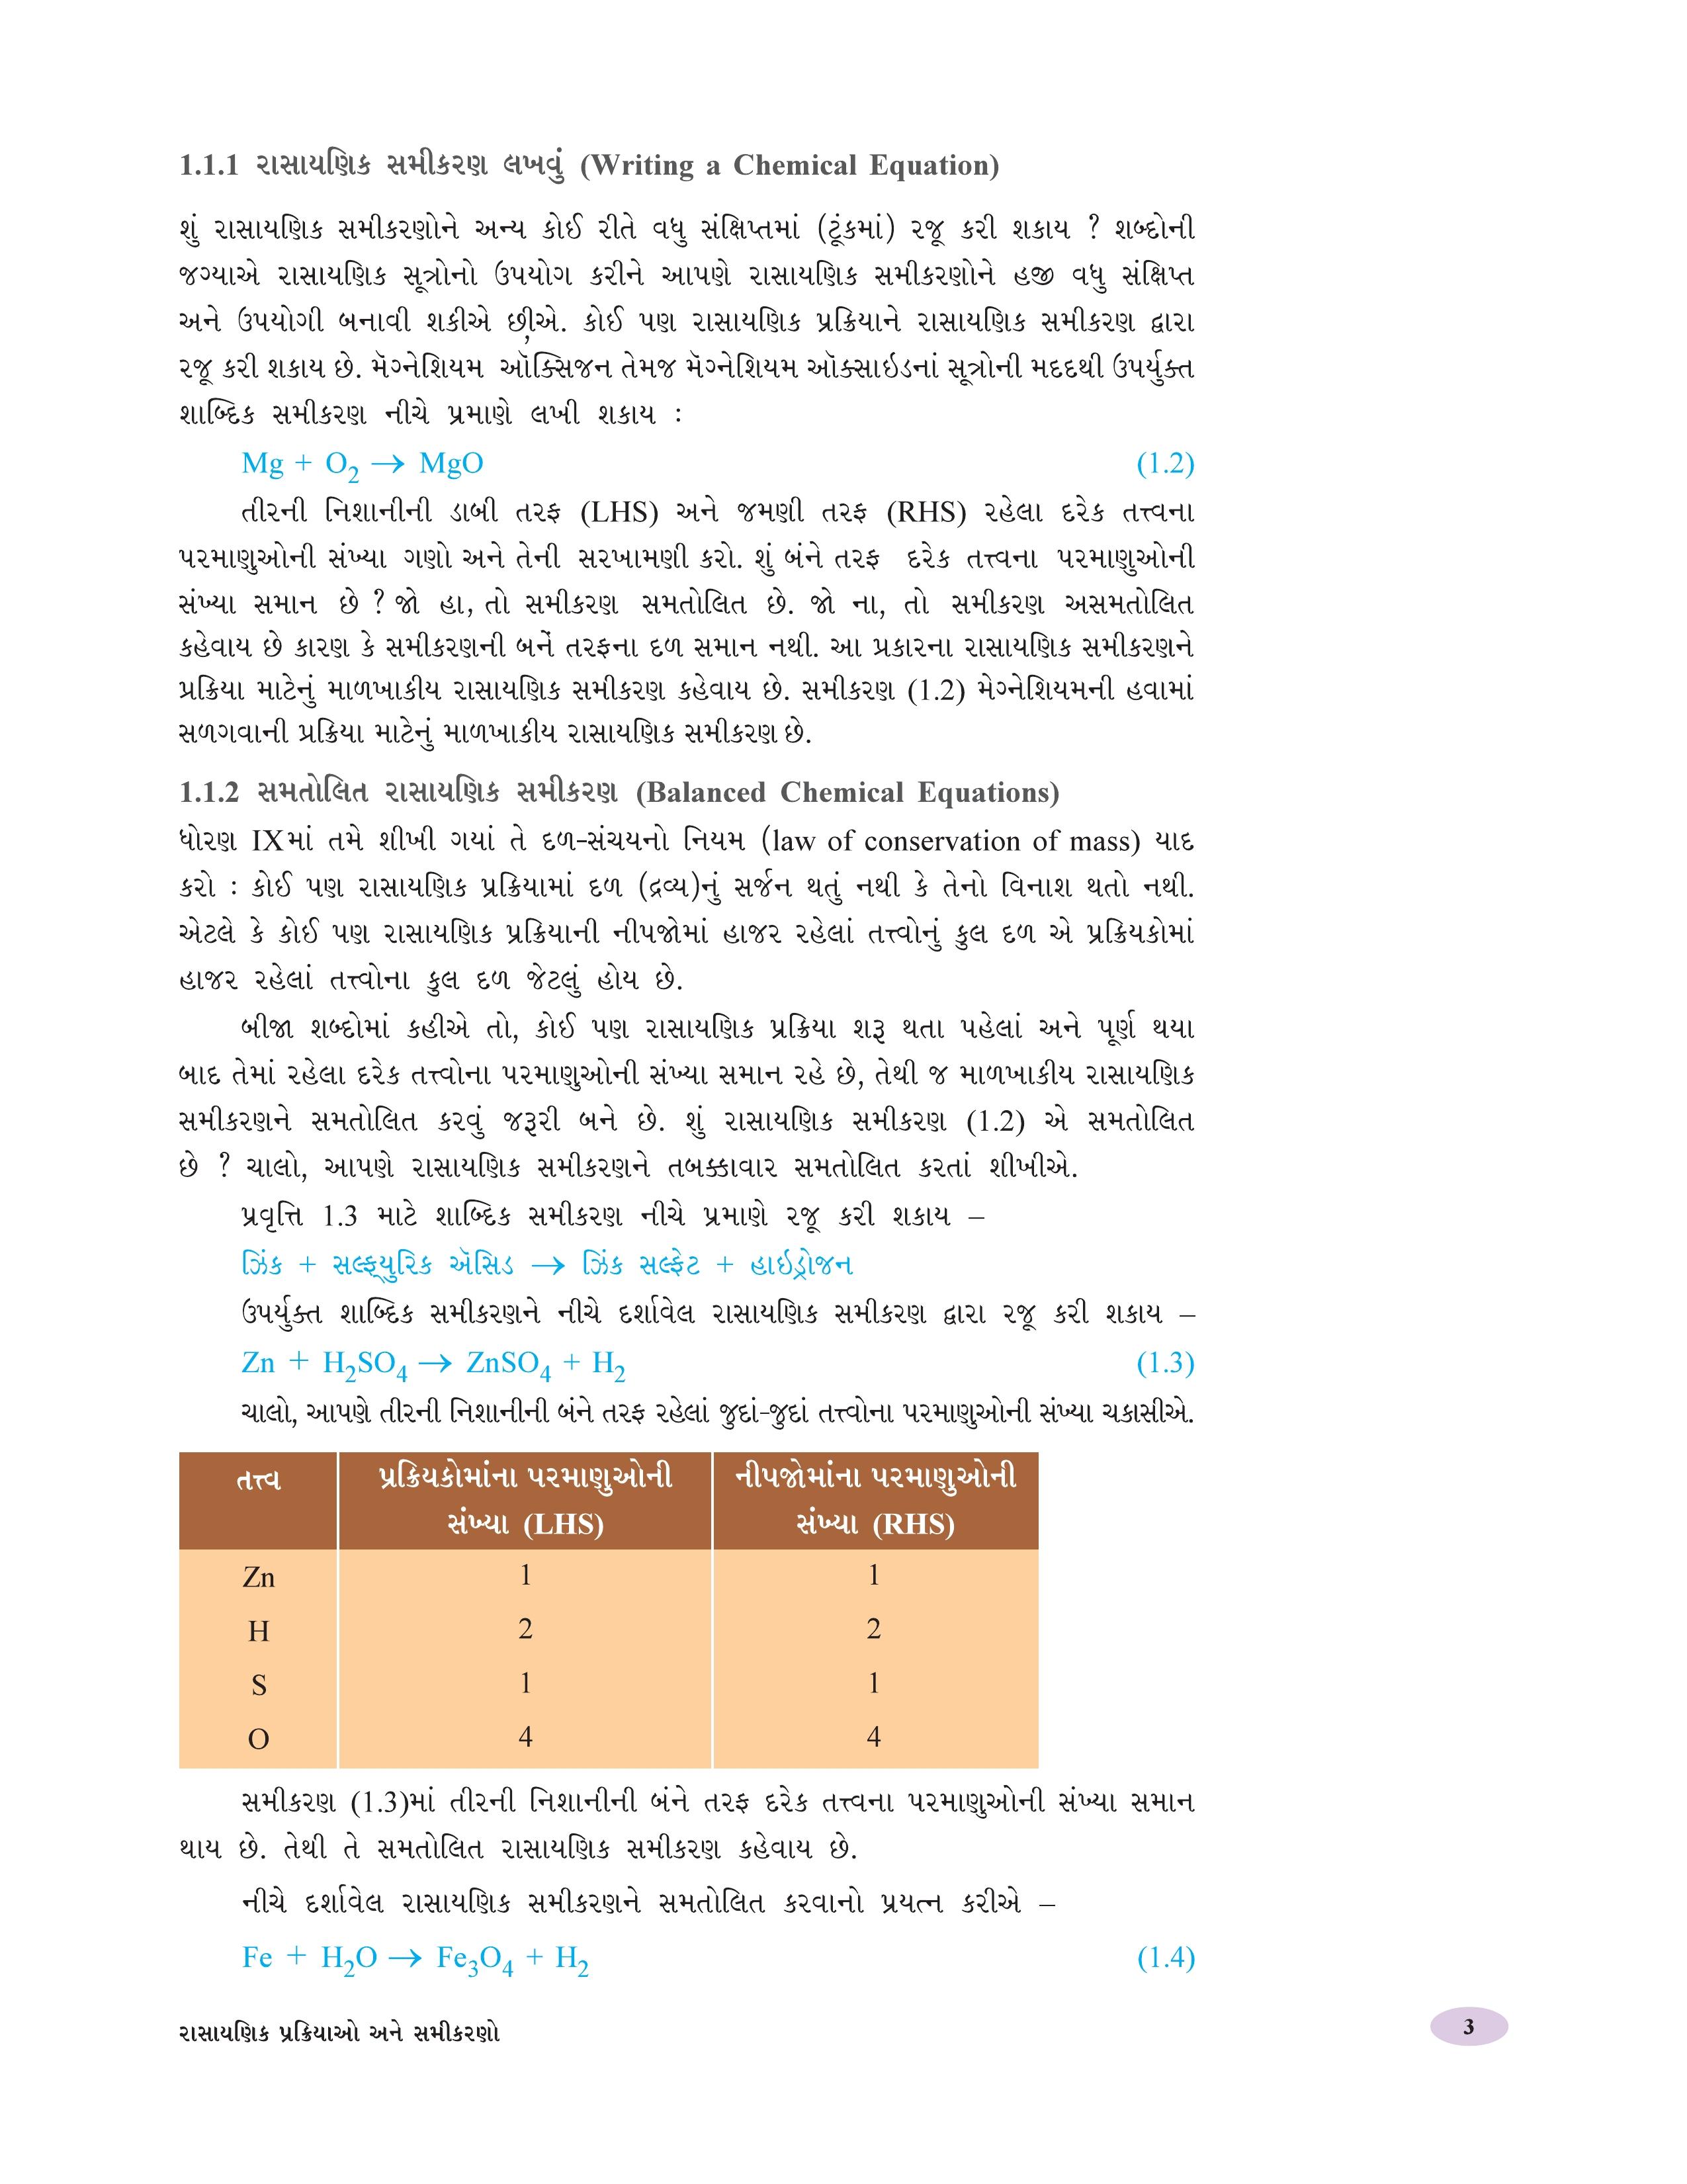 1.1.1 રાસાયણિક સમીકરણ લખવું (Writing a Chemical Equation)
શું રાસાયણિક સમીકરણોને અન્ય કોઈ રીતે વધુ સંક્ષિપ્તમાં (ટૂંકમાં) રજૂ કરી શકાય ? શબ્દોની
જગ્યાએ રાસાયણિક સૂત્રોનો ઉપયોગ કરીને આપણે રાસાયણિક સમીકરણોને હજી વધુ સંક્ષિપ્ત
અને ઉપયોગી બનાવી શકીએ છીએ. કોઈ પણ રાસાયણિક પ્રક્રિયાને રાસાયણિક સમીકરણ દ્વારા
રજૂ કરી શકાય છે. મૅગ્નેશિયમ, ઑક્સિજન તેમજ મૅગ્નેશિયમ ઑક્સાઇડનાં સૂત્રોની મદદથી ઉપર્યુક્ત
શાબ્દિક સમીકરણ નીચે પ્રમાણે લખી શકાય :
Mg + O₂ → MgO (1.2)
તીરની નિશાનીની ડાબી તરફ (LHS) અને જમણી તરફ (RHS) રહેલા દરેક તત્ત્વના
પરમાણુઓની સંખ્યા ગણો અને તેની સરખામણી કરો. શું બંને તરફ દરેક તત્ત્વના પરમાણુઓની
સંખ્યા સમાન છે ? જો હા, તો સમીકરણ સમતોલિત છે. જો ના, તો સમીકરણ અસમતોલિત
કહેવાય છે કારણ કે સમીકરણની બનેં તરફના દળ સમાન નથી. આ પ્રકારના રાસાયણિક સમીકરણને
પ્રક્રિયા માટેનું માળખાકીય રાસાયણિક સમીકરણ કહેવાય છે. સમીકરણ (1.2) મેગ્નેશિયમની હવામાં
સળગવાની પ્રક્રિયા માટેનું માળખાકીય રાસાયણિક સમીકરણ છે.
1.1.2 સમતોલિત રાસાયણિક સમીકરણ (Balanced Chemical Equations)
ધોરણ IXમાં તમે શીખી ગયાં તે દળ-સંચયનો નિયમ (law of conservation of mass) યાદ
કરો : કોઈ પણ રાસાયણિક પ્રક્રિયામાં દળ (દ્રવ્ય)નું સર્જન થતું નથી કે તેનો વિનાશ થતો નથી.
એટલે કે કોઈ પણ રાસાયણિક પ્રક્રિયાની નીપજોમાં હાજર રહેલાં તત્ત્વોનું કુલ દળ એ પ્રક્રિયકોમાં
હાજર રહેલાં તત્ત્વોના કુલ દળ જેટલું હોય છે.
બીજા શબ્દોમાં કહીએ તો, કોઈ પણ રાસાયણિક પ્રક્રિયા શરૂ થતા પહેલાં અને પૂર્ણ થયા
બાદ તેમાં રહેલા દરેક તત્ત્વોના પરમાણુઓની સંખ્યા સમાન રહે છે, તેથી જ માળખાકીય રાસાયણિક
સમીકરણને સમતોલિત કરવું જરૂરી બને છે. શું રાસાયણિક સમીકરણ (1.2) એ સમતોલિત
છે ? ચાલો, આપણે રાસાયણિક સમીકરણને તબક્કાવાર સમતોલિત કરતાં શીખીએ.
પ્રવૃત્તિ 1.3 માટે શાબ્દિક સમીકરણ નીચે પ્રમાણે રજૂ કરી શકાય –
ઝિંક + સલ્ફ્યુરિક ઍસિડ → ઝિંક સલ્ફેટ + હાઇડ્રોજન
ઉપર્યુક્ત શાબ્દિક સમીકરણને નીચે દર્શાવેલ રાસાયણિક સમીકરણ દ્વારા રજૂ કરી શકાય –
Zn + H₂SO₄ → ZnSO₄ + H₂ (1.3)
ચાલો, આપણે તીરની નિશાનીની બંને તરફ રહેલાં જુદાં-જુદાં તત્ત્વોના પરમાણુઓની સંખ્યા ચકાસીએ.
તત્ત્વ પ્રક્રિયકોમાંના પરમાણુઓની નીપજોમાંના પરમાણુઓની
સંખ્યા (LHS) સંખ્યા (RHS)
Zn 1 1
H 2 2
S 1 1
O 4 4
સમીકરણ (1.3)માં તીરની નિશાનીની બંને તરફ દરેક તત્ત્વના પરમાણુઓની સંખ્યા સમાન
થાય છે. તેથી તે સમતોલિત રાસાયણિક સમીકરણ કહેવાય છે.
નીચે દર્શાવેલ રાસાયણિક સમીકરણને સમતોલિત કરવાનો પ્રયત્ન કરીએ –
Fe + H₂O → Fe₃O₄ + H₂ (1.4)
રાસાયણિક પ્રક્રિયાઓ અને સમીકરણો 3